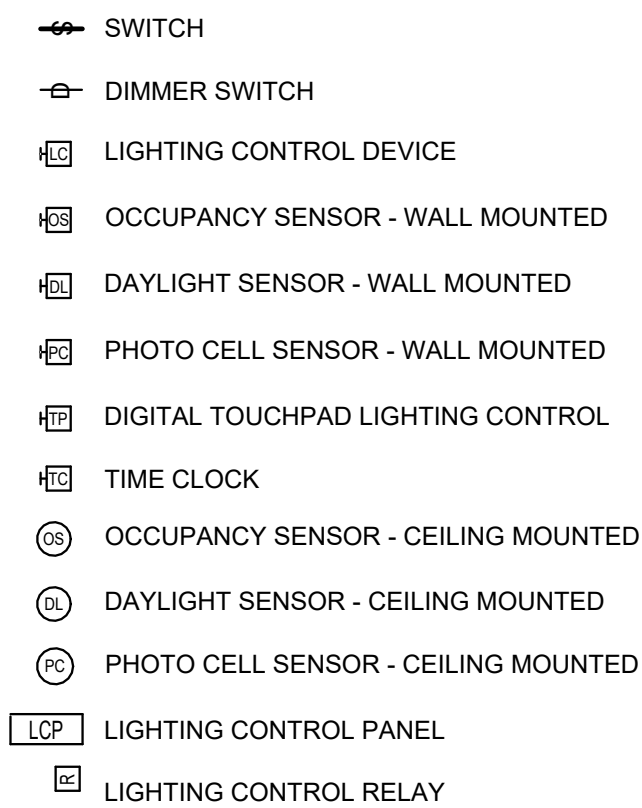 SWITCH
DIMMER SWITCH
LC LIGHTING CONTROL DEVICE
OS OCCUPANCY SENSOR - WALL MOUNTED
DL DAYLIGHT SENSOR - WALL MOUNTED
PC PHOTO CELL SENSOR - WALL MOUNTED
TP DIGITAL TOUCHPAD LIGHTING CONTROL
TC TIME CLOCK
OS OCCUPANCY SENSOR - CEILING MOUNTED
DL DAYLIGHT SENSOR - CEILING MOUNTED
PC PHOTO CELL SENSOR - CEILING MOUNTED
LCP LIGHTING CONTROL PANEL
R LIGHTING CONTROL RELAY